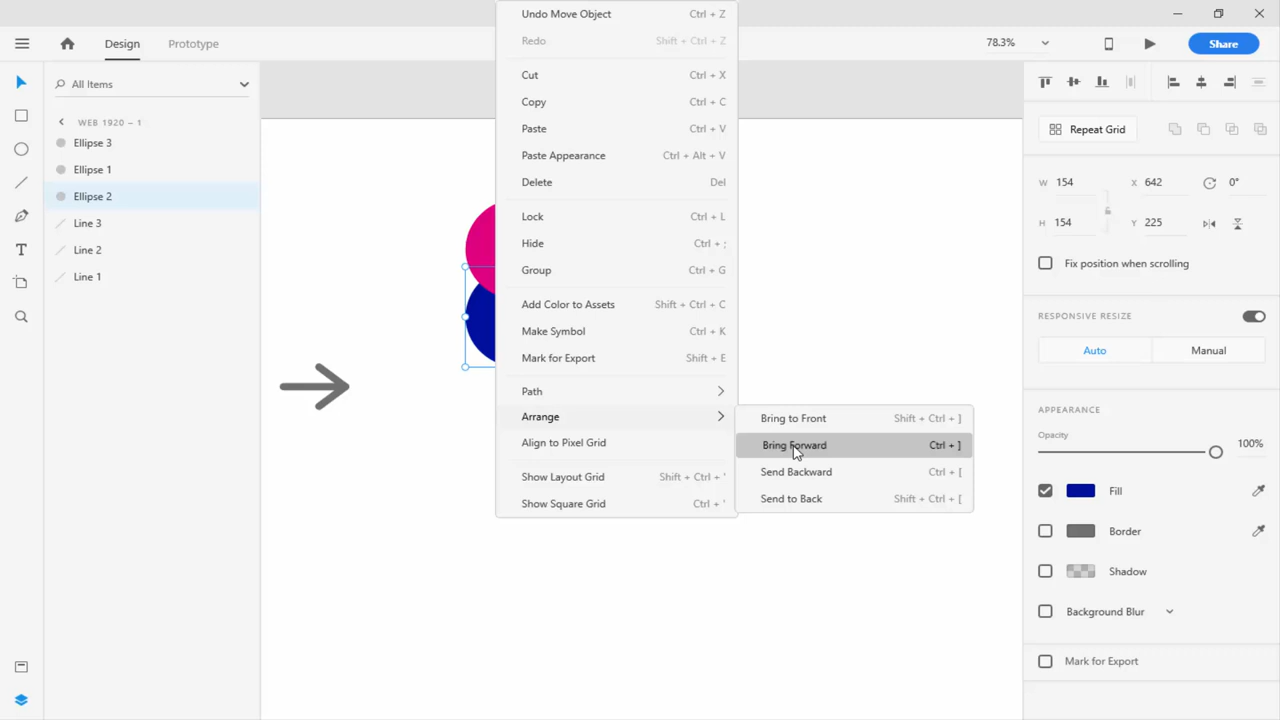 Undo Move Object Ctrl + Z
Redo Shift + Ctrl + Z
Cut Ctrl + X
Copy Ctrl + C
Paste Ctrl + V
Paste Appearance Ctrl + Alt + V
Delete Del
Lock Ctrl + L
Hide Ctrl + ;
Group Ctrl + G
Add Color to Assets Shift + Ctrl + C
Make Symbol Ctrl + K
Mark for Export Shift + E
Path
Arrange
Align to Pixel Grid
Show Layout Grid Shift + Ctrl + '
Show Square Grid Ctrl + '
Bring to Front Shift + Ctrl + ]
Bring Forward Ctrl + ]
Send Backward Ctrl + [
Send to Back Shift + Ctrl + [
Design Prototype
78.3%
Share
All Items
WEB 1920 – 1
Ellipse 3
Ellipse 1
Ellipse 2
Line 3
Line 2
Line 1
Repeat Grid
W 154 X 642 0°
H 154 Y 225
Fix position when scrolling
RESPONSIVE RESIZE
Auto Manual
APPEARANCE
Opacity
100%
Fill
Border
Shadow
Background Blur
Mark for Export